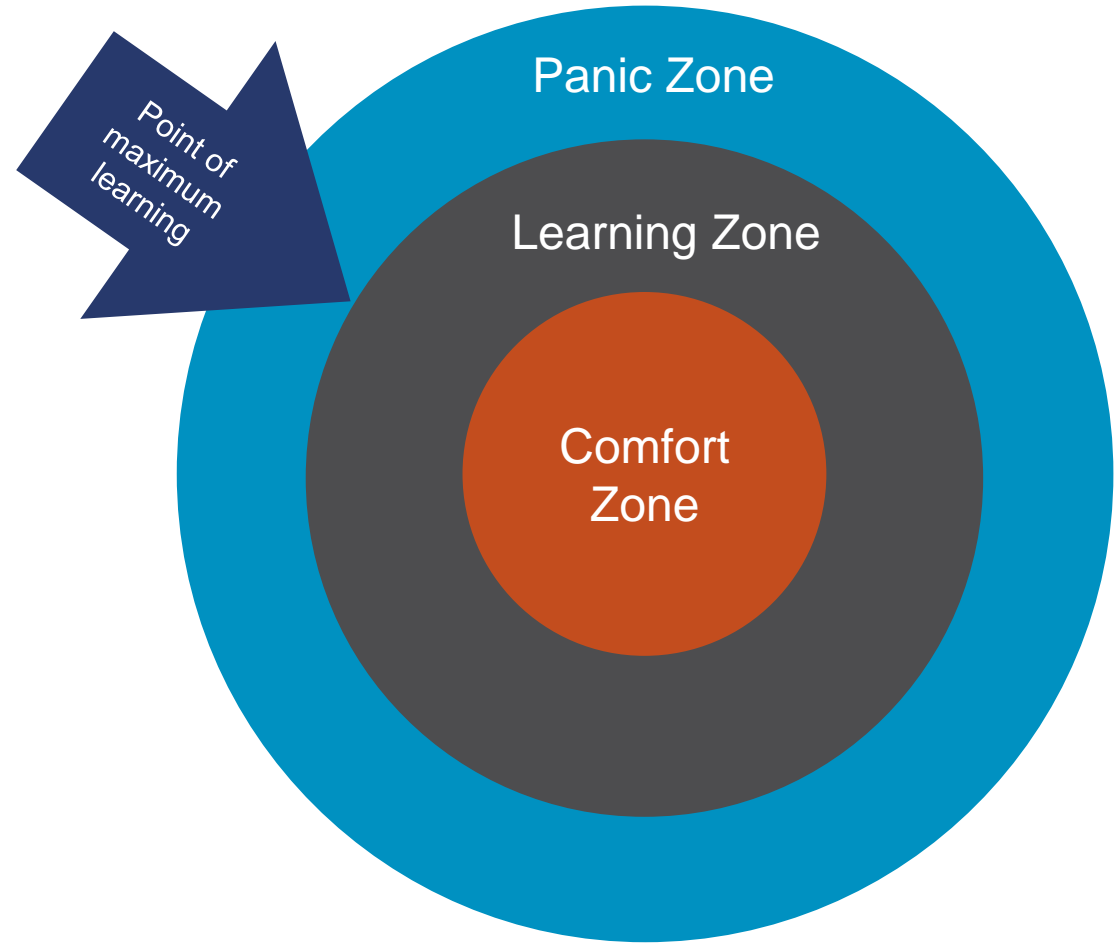 Point of
maximum
learning
Panic Zone
Learning Zone
Comfort
Zone